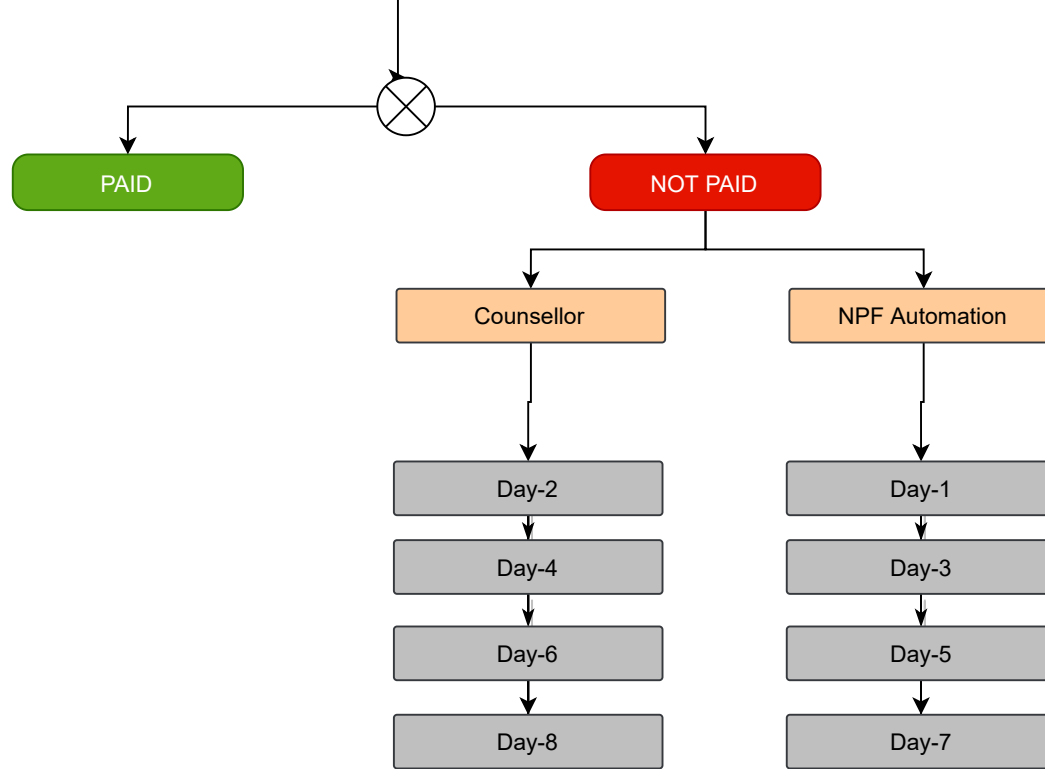 PAID
NOT PAID
Counsellor
NPF Automation
Day-2
Day-1
Day-4
Day-3
Day-6
Day-5
Day-8
Day-7